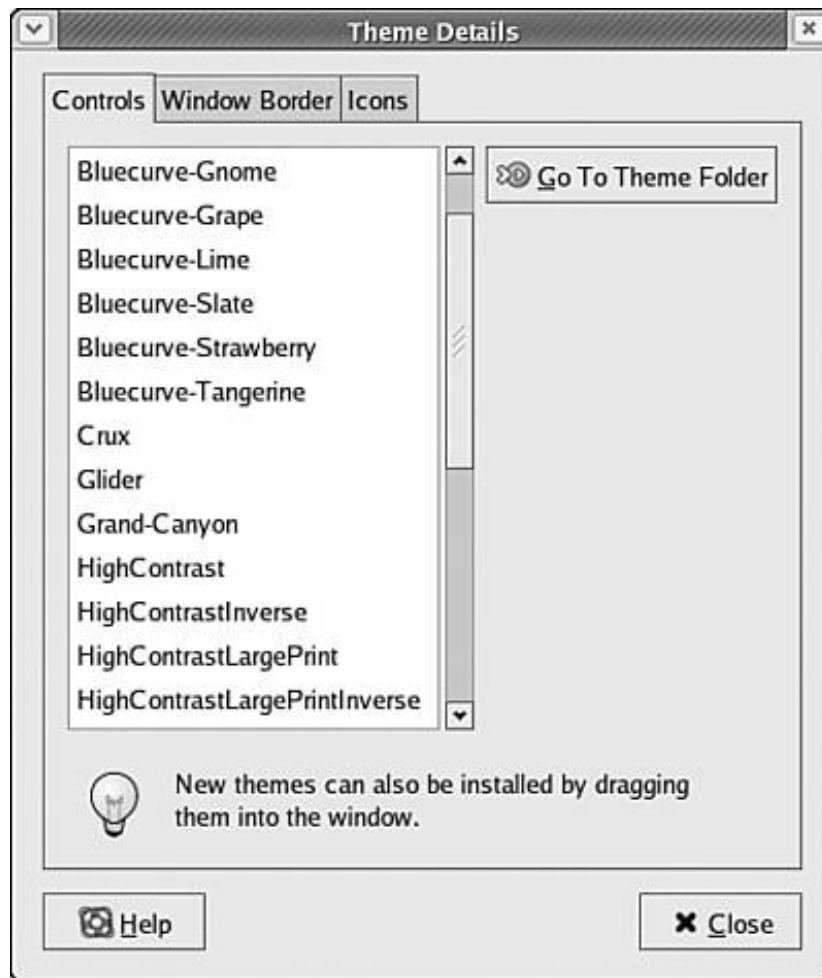 Theme Details
Controls
Window Border
Icons
Bluecurve-Gnome
Bluecurve-Grape
Bluecurve-Lime
Bluecurve-Slate
Bluecurve-Strawberry
Bluecurve-Tangerine
Crux
Glider
Grand-Canyon
HighContrast
HighContrastInverse
HighContrastLargePrint
HighContrastLargePrintInverse
Go To Theme Folder
New themes can also be installed by dragging
them into the window.
Help
Close